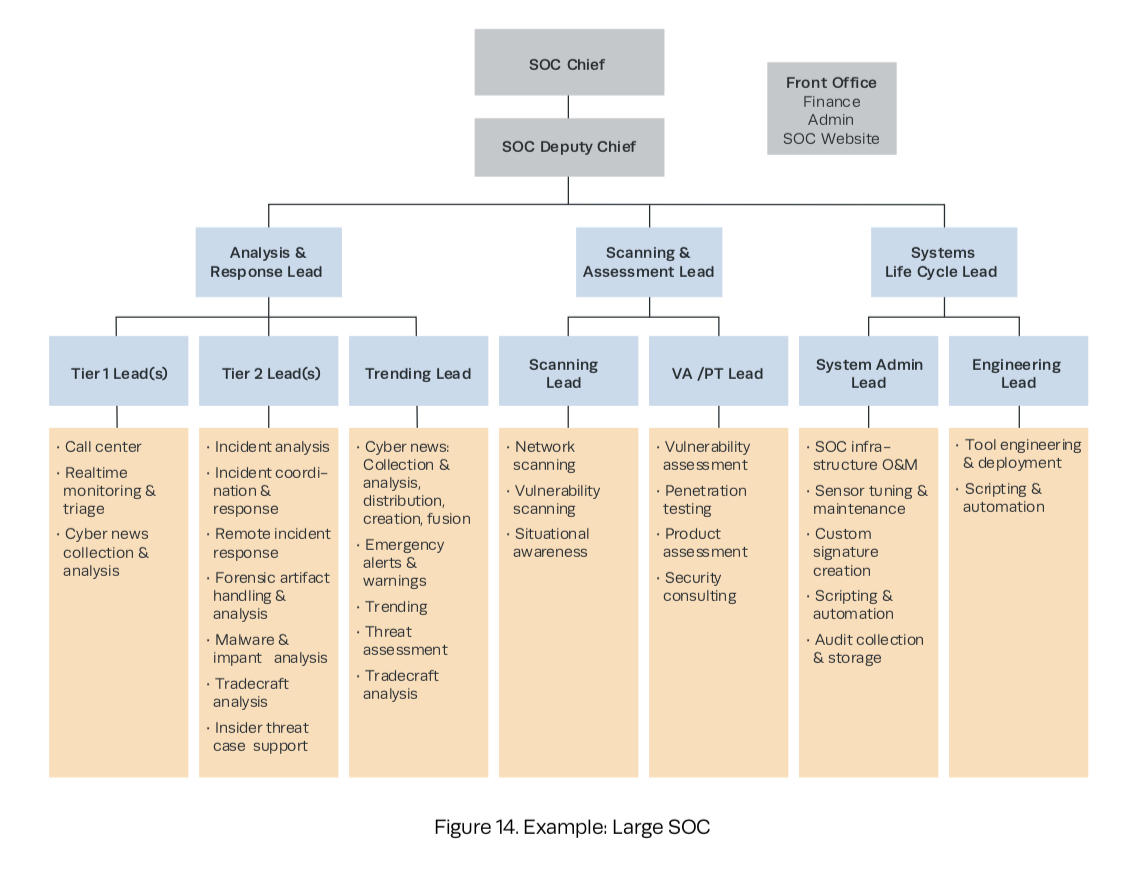 SOC Chief
Front Office
Finance
Admin
SOC Website
SOC Deputy Chief
Analysis &
Response Lead
Scanning &
Assessment Lead
Systems
Life Cycle Lead
Tier 1 Lead(s)
Tier 2 Lead(s)
Trending Lead
Scanning
Lead
VA /PT Lead
System Admin
Lead
Engineering
Lead
· Call center
· Realtime
monitoring &
triage
· Cyber news
collection &
analysis
· Incident analysis
· Incident coordi-
nation &
response
· Remote incident
response
· Forensic artifact
handling &
analysis
· Malware &
impant analysis
· Tradecraft
analysis
· Insider threat
case support
· Cyber news:
Collection &
analysis,
distribution,
creation, fusion
· Emergency
alerts &
warnings
· Trending
· Threat
assessment
· Tradecraft
analysis
· Network
scanning
· Vulnerability
scanning
· Situational
awareness
· Vulnerability
assessment
· Penetration
testing
· Product
assessment
· Security
consulting
· SOC infra-
structure O&M
· Sensor tuning &
maintenance
· Custom
signature
creation
· Scripting &
automation
· Audit collection
& storage
· Tool engineering
& deployment
· Scripting &
automation
Figure 14. Example: Large SOC